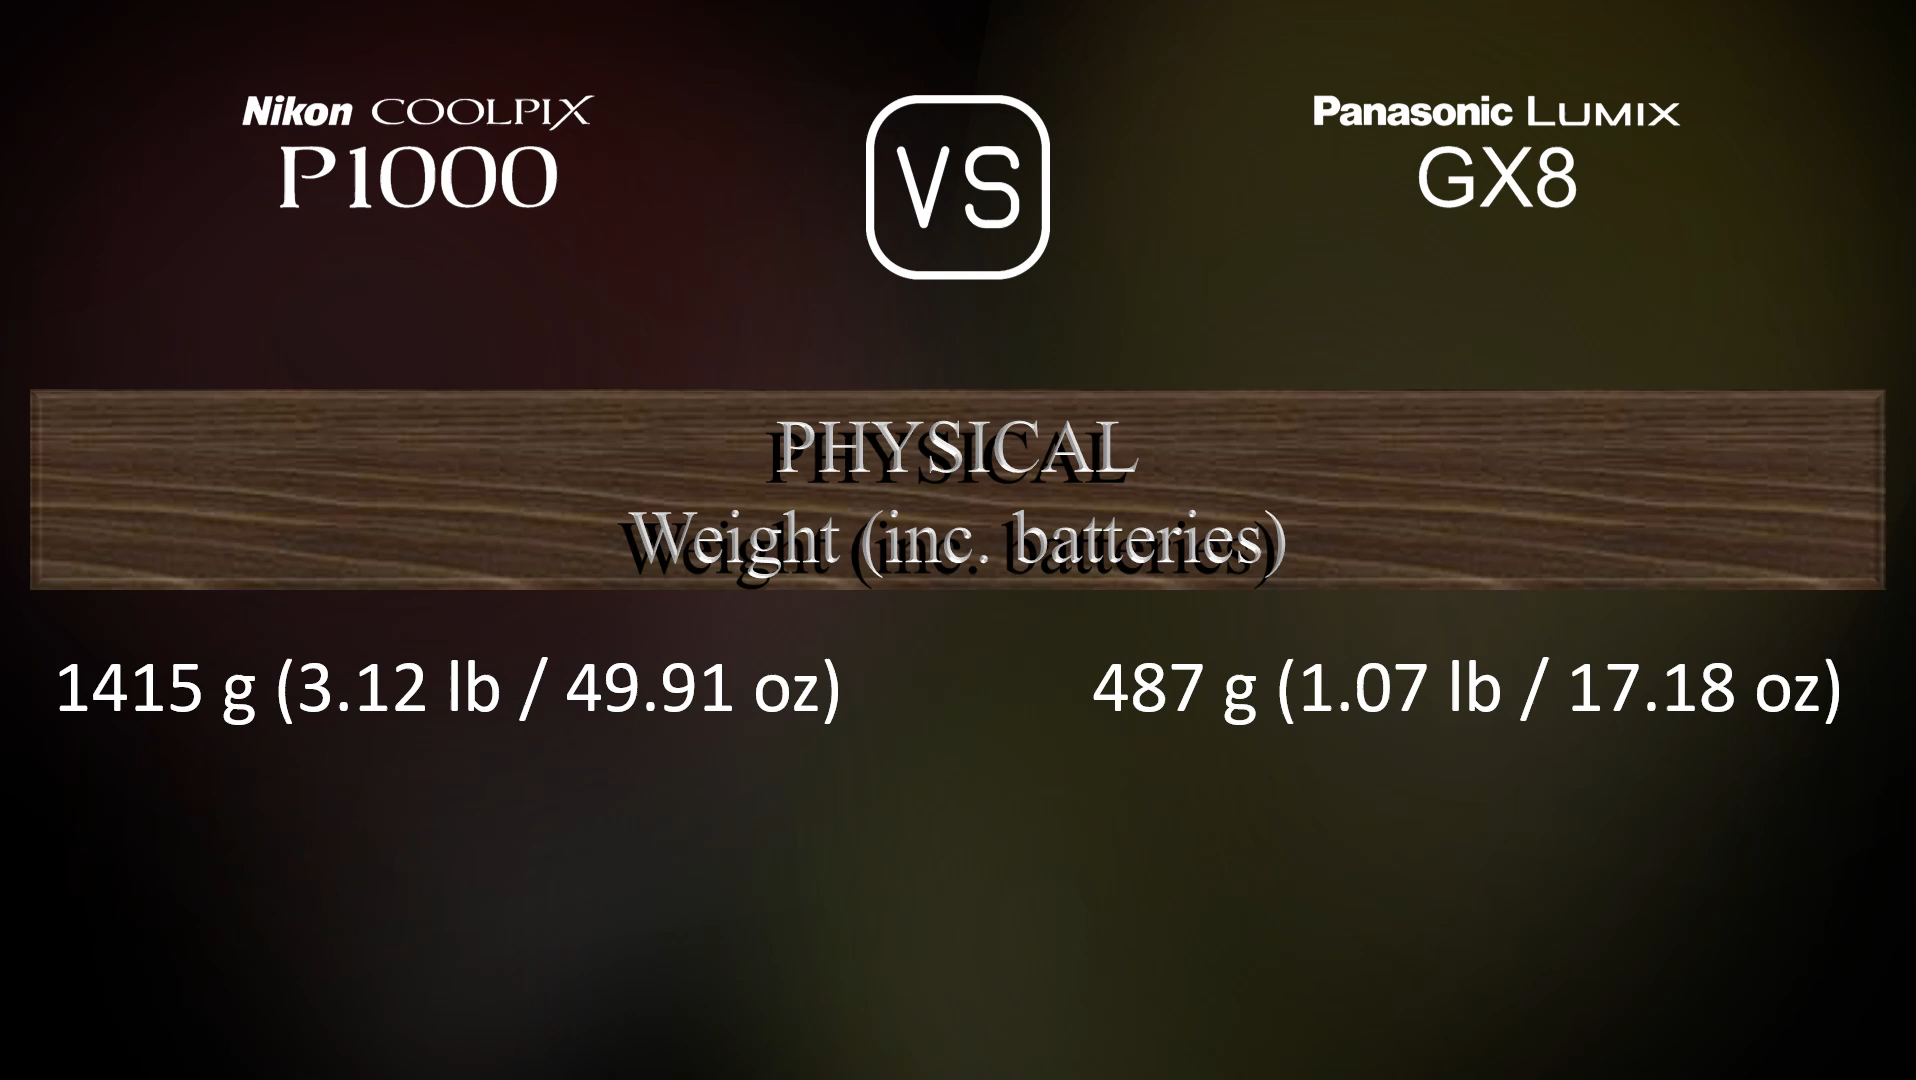 Nikon COOLPIX
P1000
VS
Panasonic LUMIX
GX8
PHYSICAL
Weight (inc. batteries)
1415 g (3.12 lb / 49.91 oz)
487 g (1.07 lb / 17.18 oz)